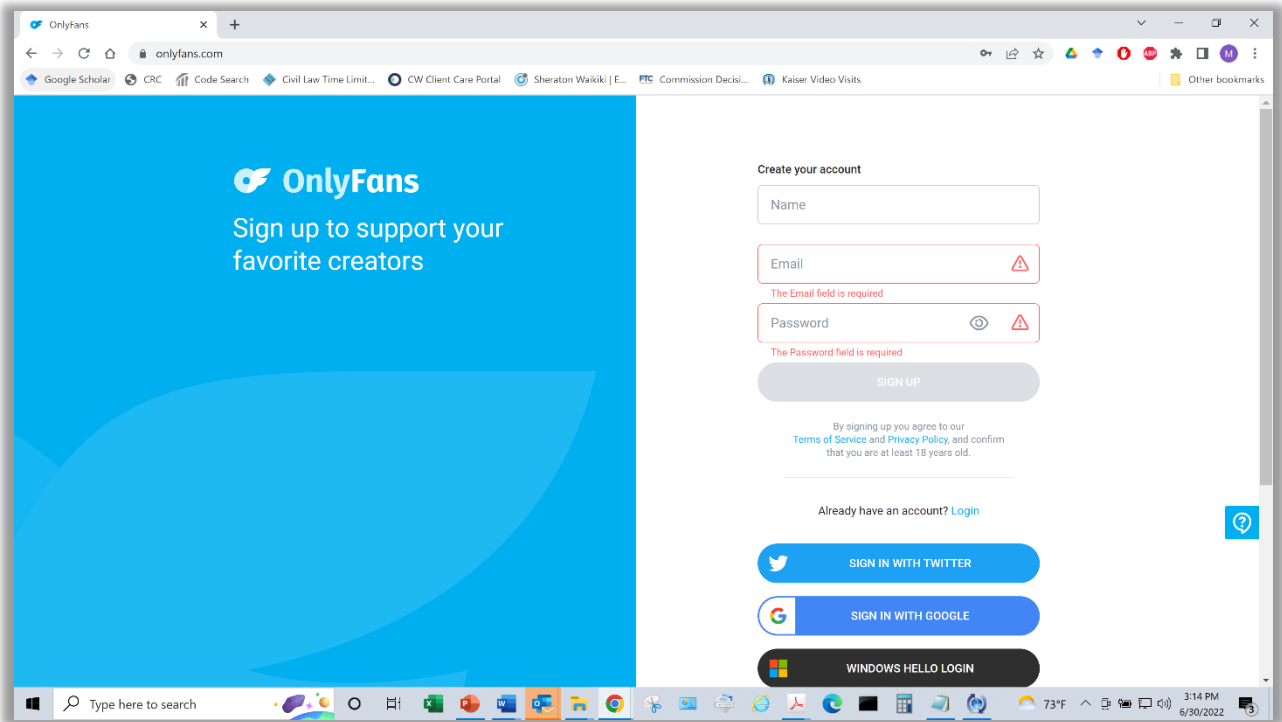 OnlyFans
onlyfans.com
ABP
M
Google Scholar CRC Code Search Civil Law Time Limit... CW Client Care Portal Sheraton Waikiki | E... FTC Commission Decisi... Kaiser Video Visits Other bookmarks
OnlyFans
Sign up to support your
favorite creators
Create your account
Name
Email
The Email field is required
Password
The Password field is required
SIGN UP
By signing up you agree to our
Terms of Service and Privacy Policy, and confirm
that you are at least 18 years old.
Already have an account? Login
SIGN IN WITH TWITTER
G SIGN IN WITH GOOGLE
WINDOWS HELLO LOGIN
Type here to search
73°F
3:14 PM
6/30/2022
3